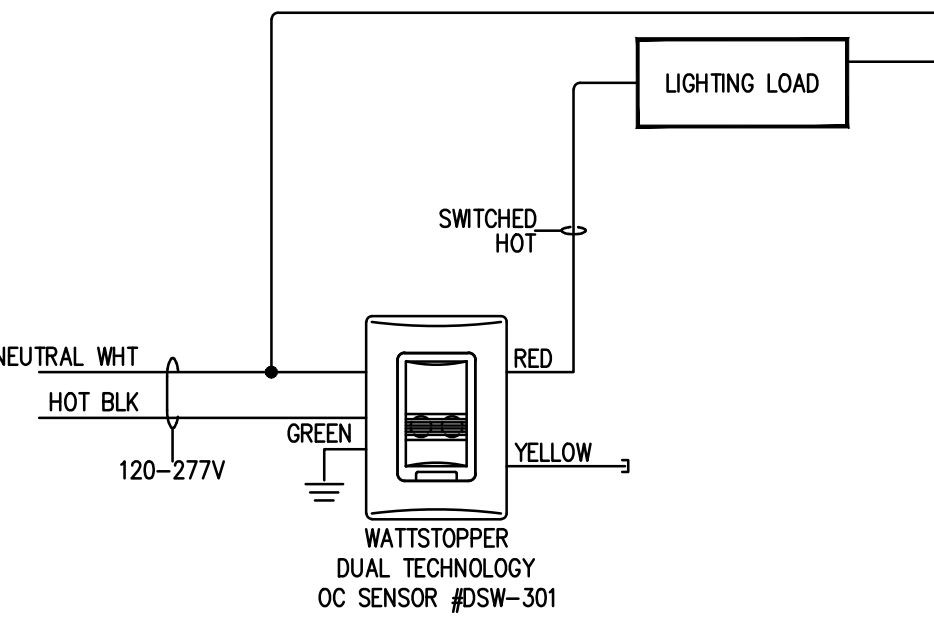 LIGHTING LOAD
SWITCHED
HOT
NEUTRAL WHT
RED
HOT BLK
GREEN
YELLOW
120-277V
WATTSTOPPER
DUAL TECHNOLOGY
OC SENSOR #DSW-301